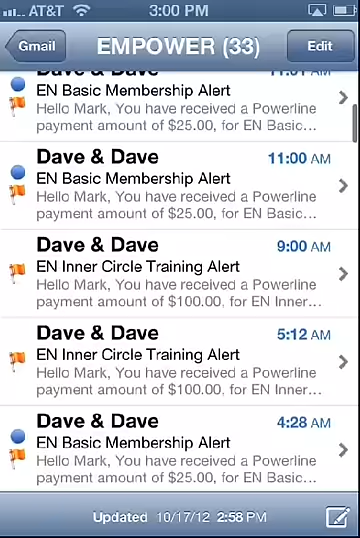 AT&T 3:00 PM
Gmail EMPOWER (33) Edit
Dave & Dave
EN Basic Membership Alert
Hello Mark, You have received a Powerline
payment amount of $25.00, for EN Basic...
Dave & Dave 11:00 AM
EN Basic Membership Alert
Hello Mark, You have received a Powerline
payment amount of $25.00, for EN Basic...
Dave & Dave 9:00 AM
EN Inner Circle Training Alert
Hello Mark, You have received a Powerline
payment amount of $100.00, for EN Inner...
Dave & Dave 5:12 AM
EN Inner Circle Training Alert
Hello Mark, You have received a Powerline
payment amount of $100.00, for EN Inner...
Dave & Dave 4:28 AM
EN Basic Membership Alert
Hello Mark, You have received a Powerline
payment amount of $25.00, for EN Basic...
Updated 10/17/12 2:58 PM